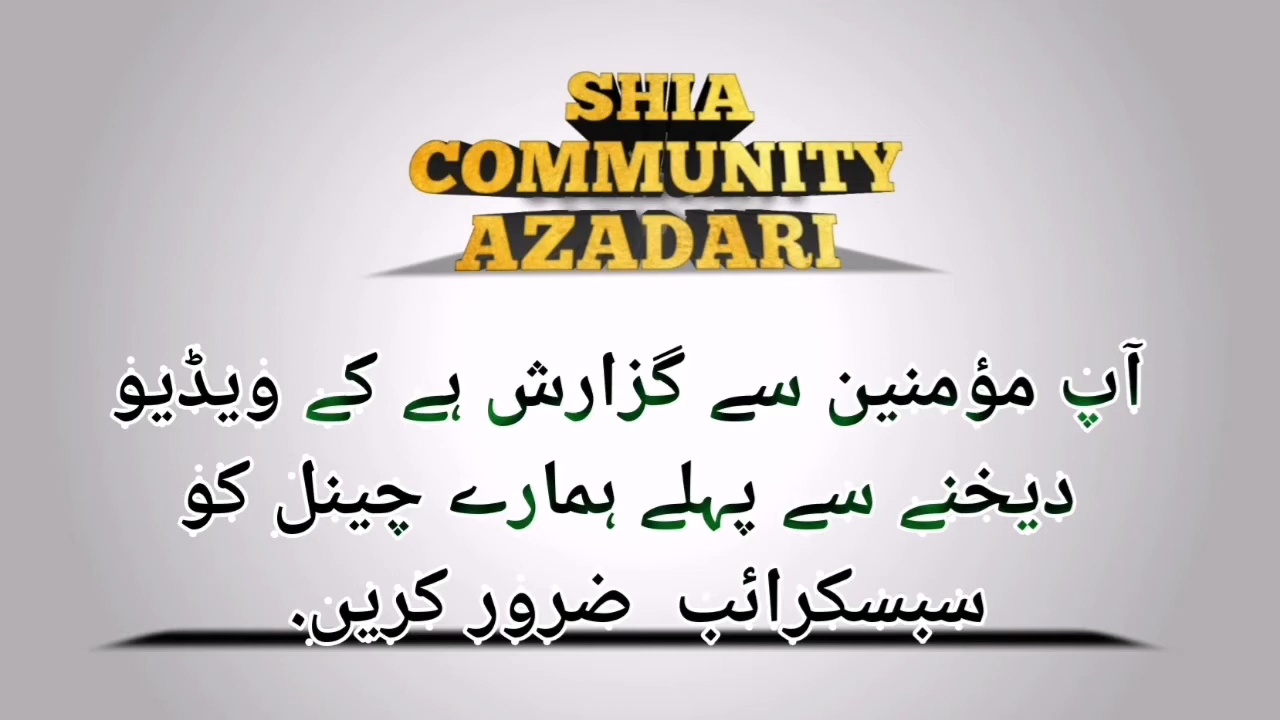 SHIA
COMMUNITY
AZADARI
آپ مؤمنین سے گزارش ہے کے ویڈیو
دیخنے سے پہلے ہمارے چینل کو
سبسکرائب ضرور کریں.